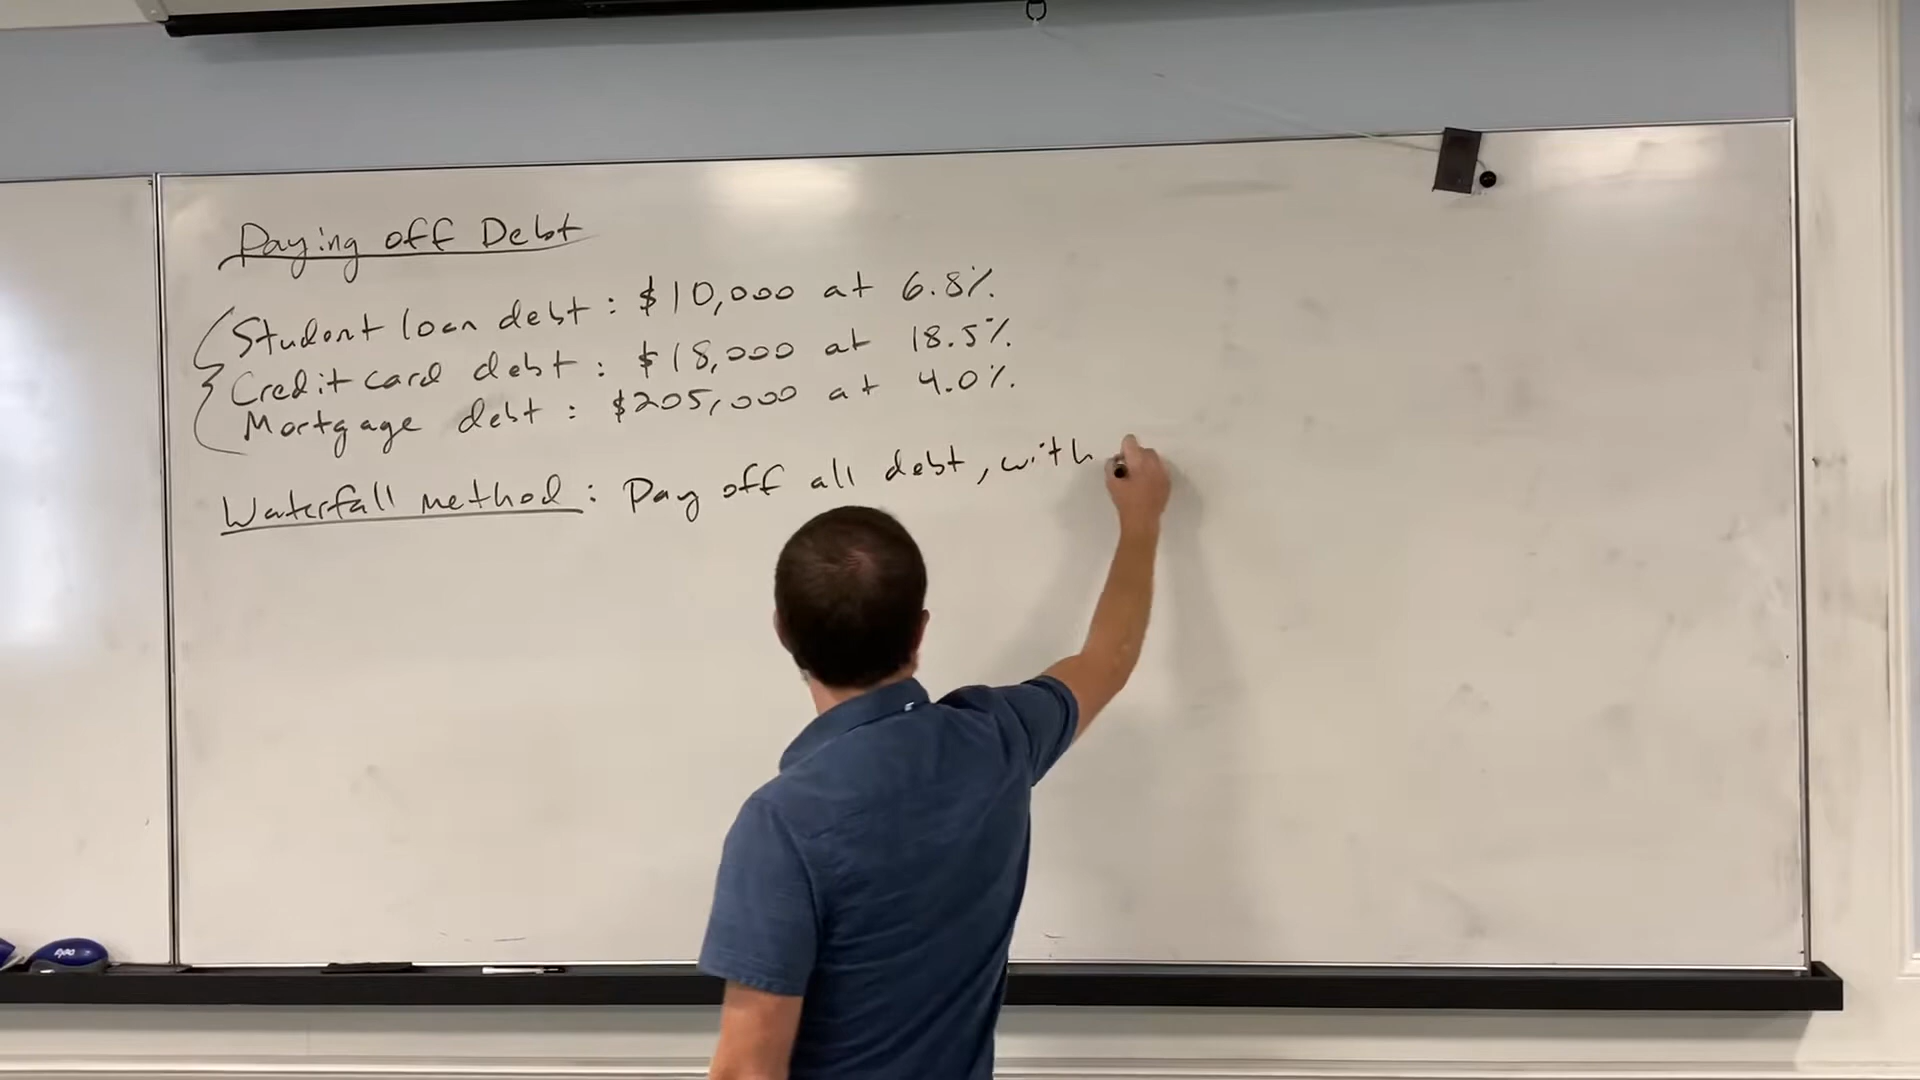 Paying off Debt
Student loan debt: $10,000 at 6.8%.
Credit card debt: $18,000 at 18.5%.
Mortgage debt: $205,000 at 4.0%.
Waterfall method: Pay off all debt, with
EXPO